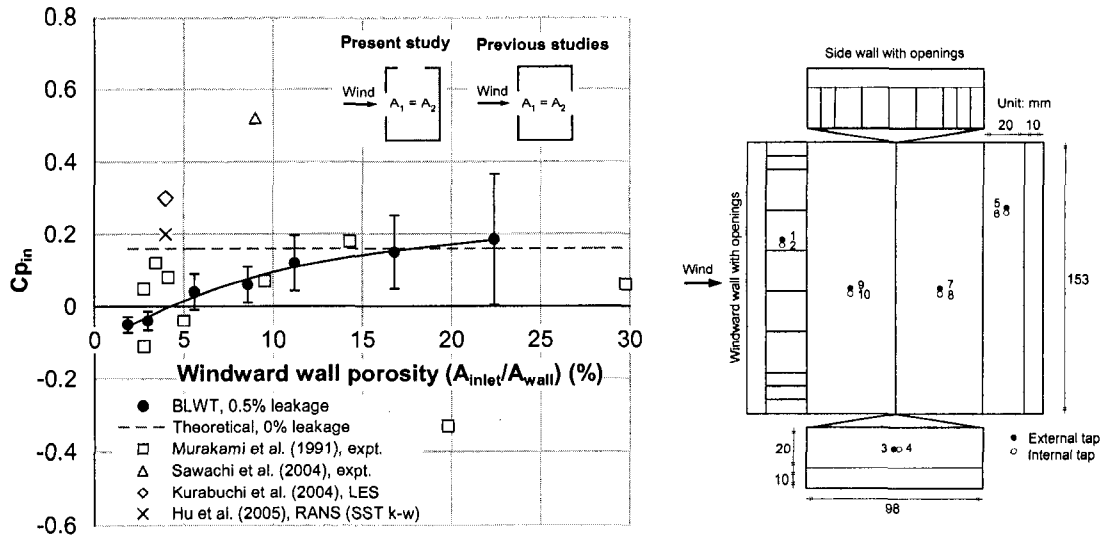 0.8
0.6
0.4
0.2
0
-0.2
-0.4
-0.6
Cp_in
Present study
Previous studies
Wind
A₁ = A₂
Wind
A₁ = A₂
0
5
10
15
20
25
30
Windward wall porosity (A_inlet/A_wall) (%)
BLWT, 0.5% leakage
Theoretical, 0% leakage
Murakami et al. (1991), expt.
Sawachi et al. (2004), expt.
Kurabuchi et al. (2004), LES
Hu et al. (2005), RANS (SST k-w)
Side wall with openings
Unit: mm
20
10
Windward wall with openings
Wind
1
2
9
10
7
8
5
6
153
3
4
20
10
98
External tap
Internal tap